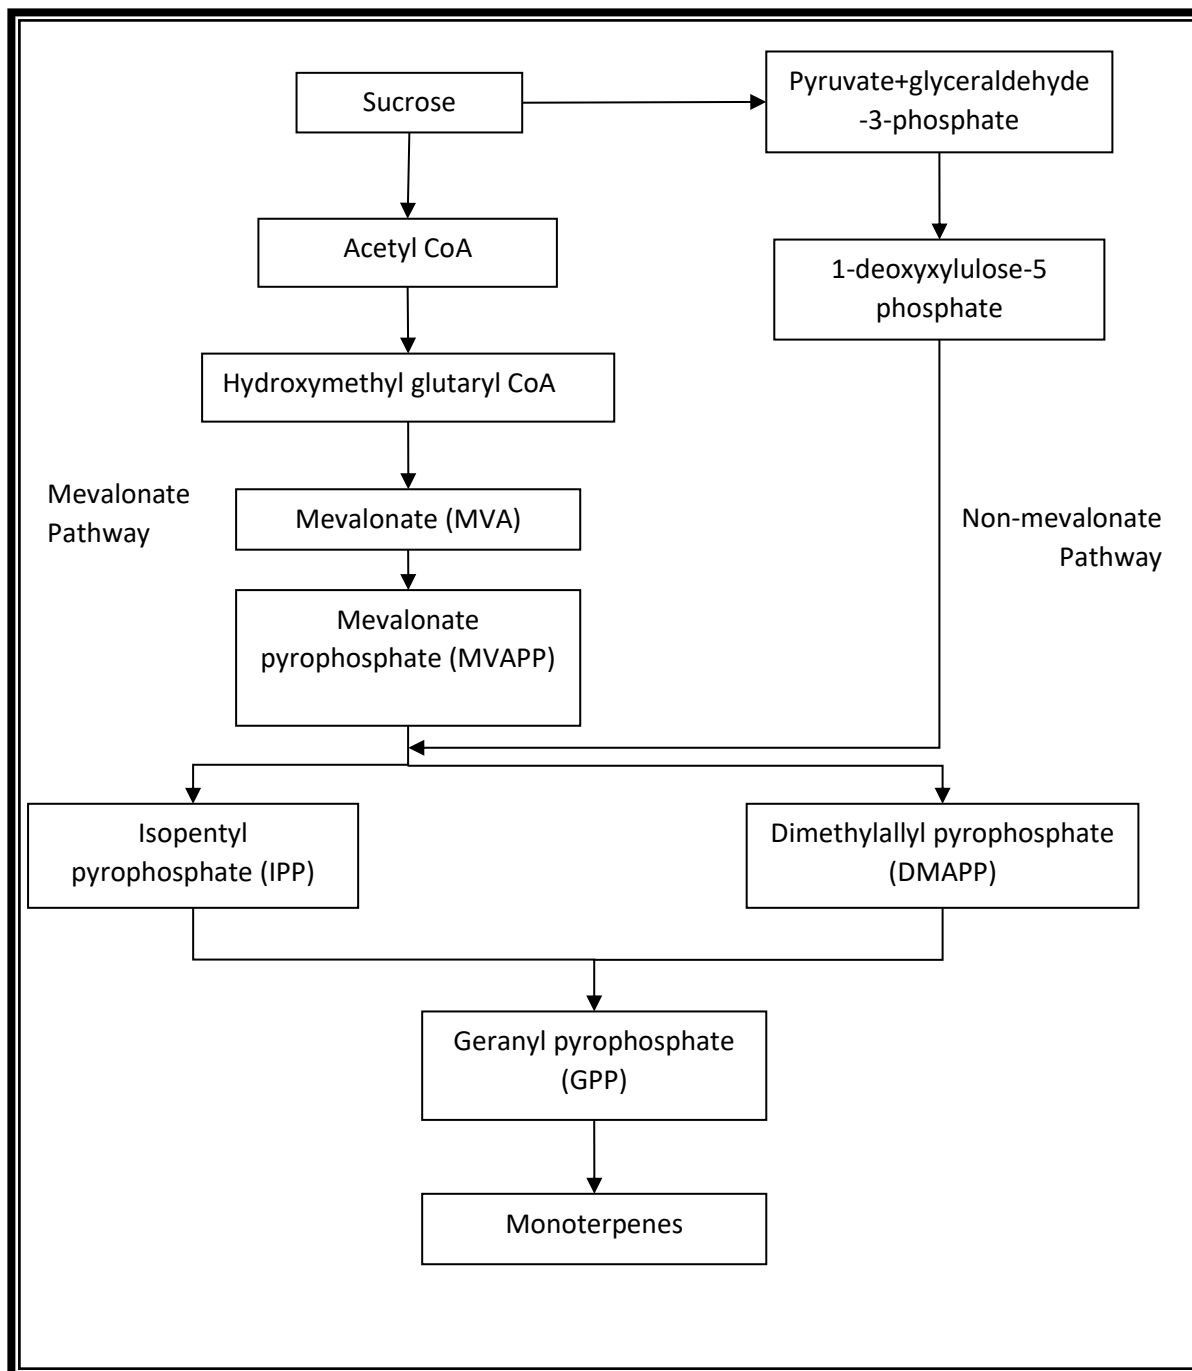 Sucrose
Pyruvate+glyceraldehyde
-3-phosphate
Acetyl CoA
1-deoxyxylulose-5
phosphate
Hydroxymethyl glutaryl CoA
Mevalonate
Pathway
Mevalonate (MVA)
Non-mevalonate
Pathway
Mevalonate
pyrophosphate (MVAPP)
Isopentyl
pyrophosphate (IPP)
Dimethylallyl pyrophosphate
(DMAPP)
Geranyl pyrophosphate
(GPP)
Monoterpenes